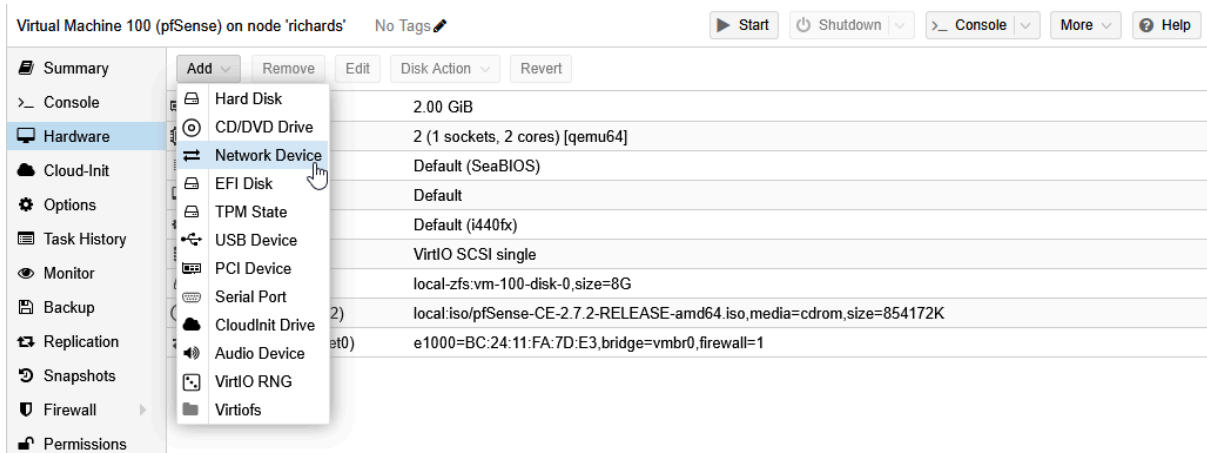 Virtual Machine 100 (pfSense) on node 'richards' No Tags Start Shutdown >_ Console More Help
Summary
>_ Console
Hardware
Cloud-Init
Options
Task History
Monitor
Backup
Replication
Snapshots
Firewall
Permissions
Add Remove Edit Disk Action Revert
Hard Disk
CD/DVD Drive
Network Device
EFI Disk
TPM State
USB Device
PCI Device
Serial Port
CloudInit Drive
Audio Device
VirtIO RNG
Virtiofs
2.00 GiB
2 (1 sockets, 2 cores) [qemu64]
Default (SeaBIOS)
Default
Default (i440fx)
VirtIO SCSI single
local-zfs:vm-100-disk-0,size=8G
2) local:iso/pfSense-CE-2.7.2-RELEASE-amd64.iso,media=cdrom,size=854172K
et0) e1000=BC:24:11:FA:7D:E3,bridge=vmbr0,firewall=1